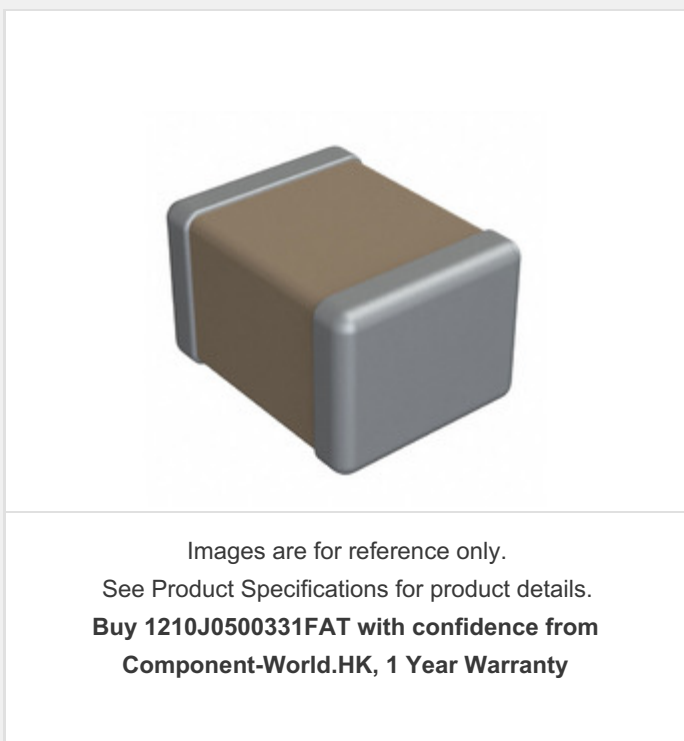 Images are for reference only.
See Product Specifications for product details.
Buy 1210J0500331FAT with confidence from
Component-World.HK, 1 Year Warranty